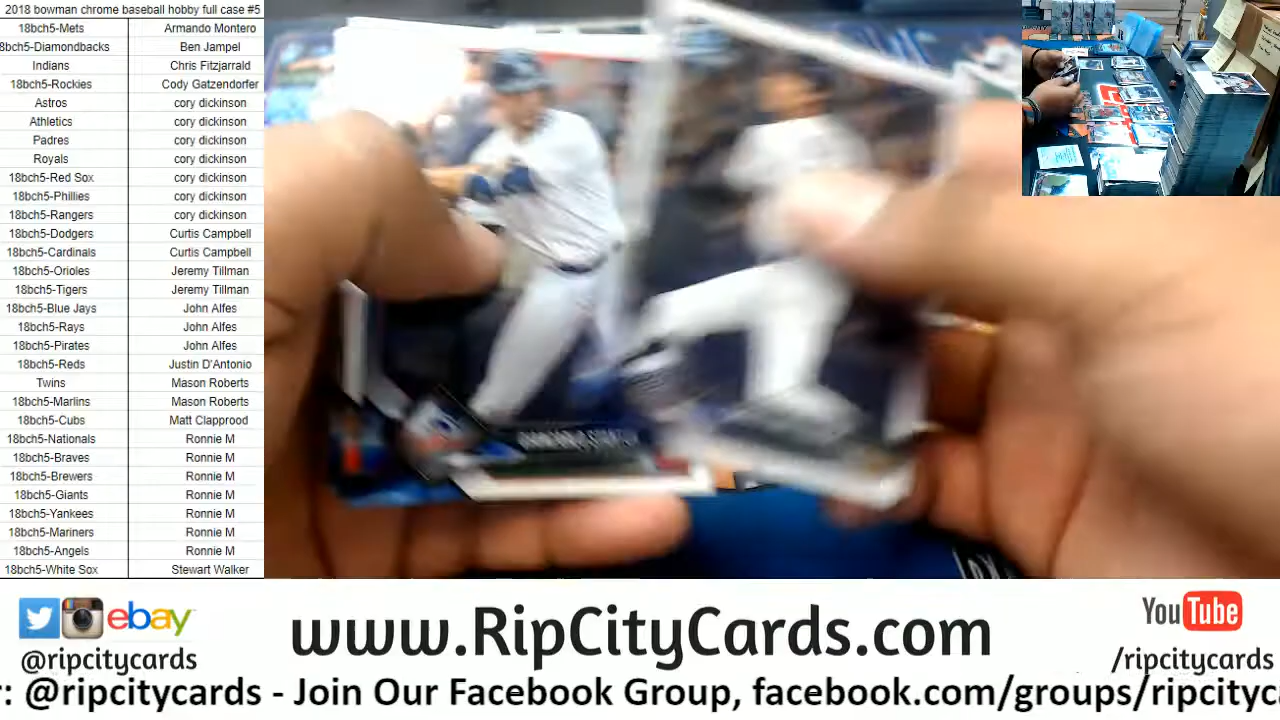 2018 bowman chrome baseball hobby full case #5
18bch5-Mets Armando Montero
8bch5-Diamondbacks Ben Jampel
Indians Chris Fitzjarrald
18bch5-Rockies Cody Gatzendorfer
Astros cory dickinson
Athletics cory dickinson
Padres cory dickinson
Royals cory dickinson
18bch5-Red Sox cory dickinson
18bch5-Phillies cory dickinson
18bch5-Rangers cory dickinson
18bch5-Dodgers Curtis Campbell
18bch5-Cardinals Curtis Campbell
18bch5-Orioles Jeremy Tillman
18bch5-Tigers Jeremy Tillman
18bch5-Blue Jays John Alfes
18bch5-Rays John Alfes
18bch5-Pirates John Alfes
18bch5-Reds Justin D'Antonio
Twins Mason Roberts
18bch5-Marlins Mason Roberts
18bch5-Cubs Matt Clapprood
18bch5-Nationals Ronnie M
18bch5-Braves Ronnie M
18bch5-Brewers Ronnie M
18bch5-Giants Ronnie M
18bch5-Yankees Ronnie M
18bch5-Mariners Ronnie M
18bch5-Angels Ronnie M
18bch5-White Sox Stewart Walker
ebay
@ripcitycards
www.RipCityCards.com
YouTube
/ripcitycards
r: @ripcitycards - Join Our Facebook Group, facebook.com/groups/ripcityc